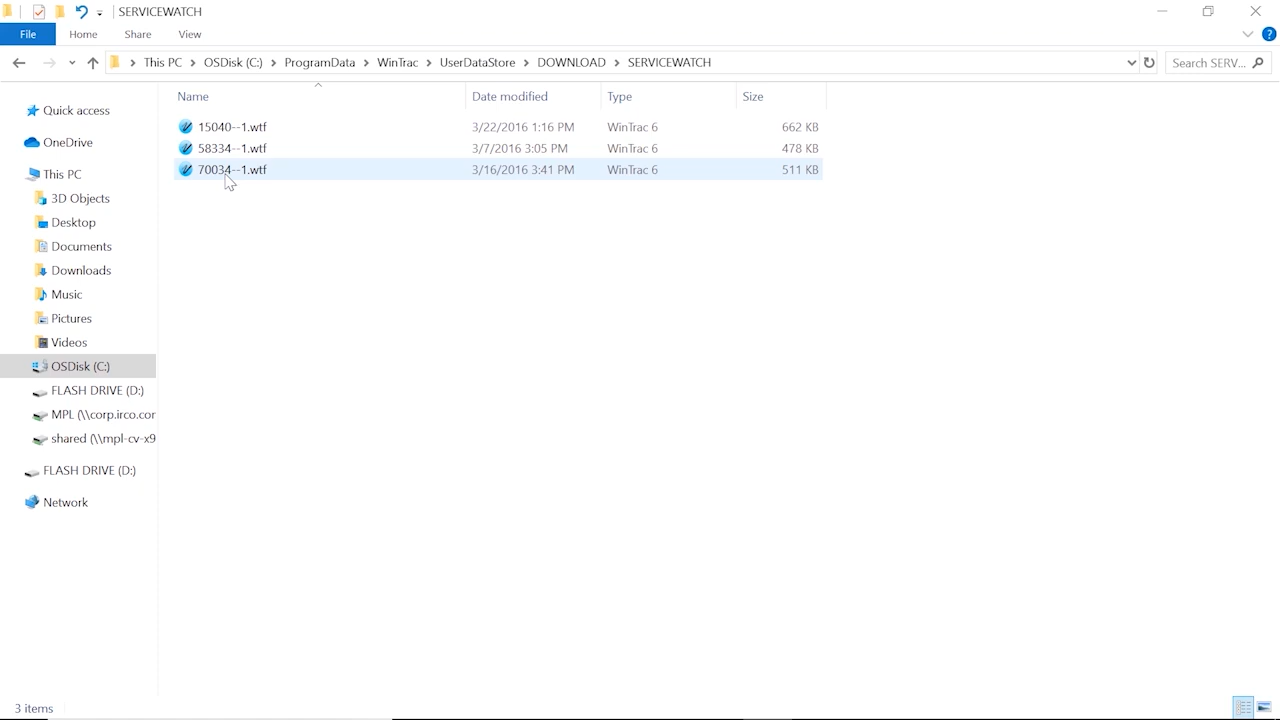 SERVICEWATCH
File Home Share View
This PC OSDisk (C:) ProgramData WinTrac UserDataStore DOWNLOAD SERVICEWATCH Search SERV...
Name Date modified Type Size
15040--1.wtf 3/22/2016 1:16 PM WinTrac 6 662 KB
58334--1.wtf 3/7/2016 3:05 PM WinTrac 6 478 KB
70034--1.wtf 3/16/2016 3:41 PM WinTrac 6 511 KB
Quick access
OneDrive
This PC
3D Objects
Desktop
Documents
Downloads
Music
Pictures
Videos
OSDisk (C:)
FLASH DRIVE (D:)
MPL (\\corp.irco.cor
shared (\\mpl-cv-x9
FLASH DRIVE (D:)
Network
3 items